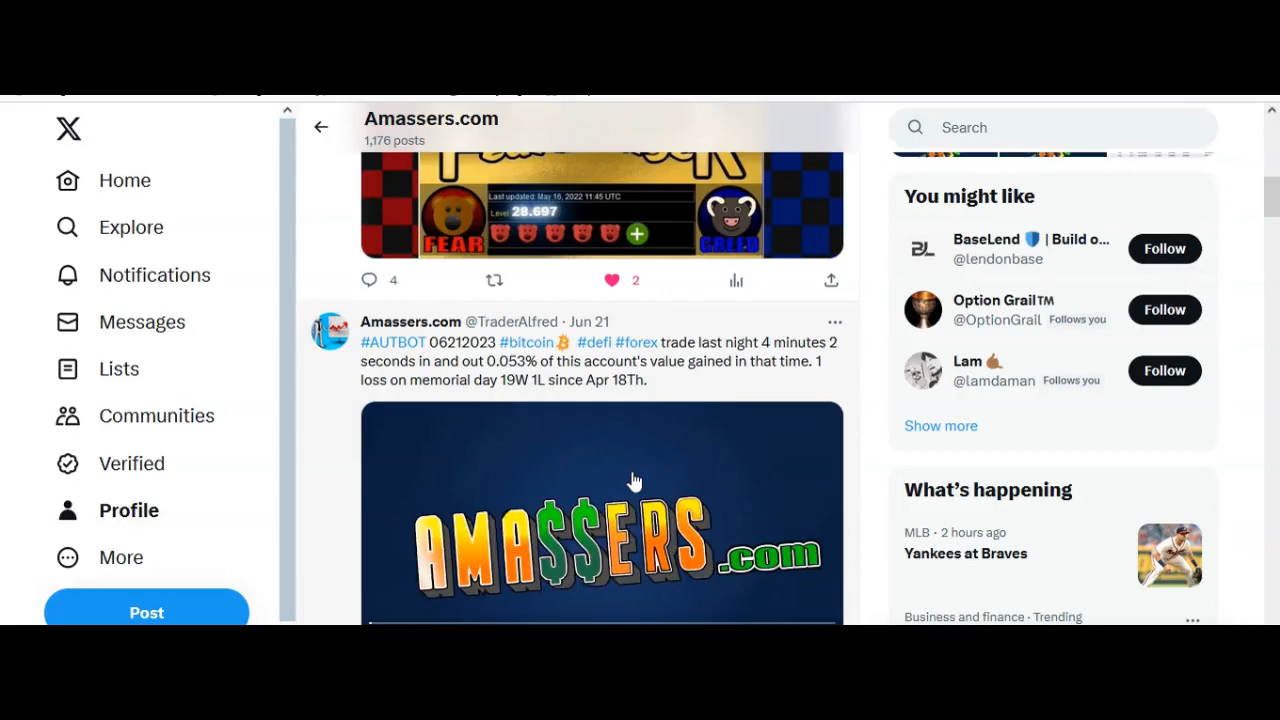 Home
Explore
Notifications
Messages
Lists
Communities
Verified
Profile
More
Post
Amassers.com
1,176 posts
Last updated: May 16, 2022 11:45 UTC
Level: 28.697
FEAR
GREED
4
2
Amassers.com @TraderAlfred · Jun 21
#AUTBOT 06212023 #bitcoin #defi #forex trade last night 4 minutes 2
seconds in and out 0.053% of this account's value gained in that time. 1
loss on memorial day 19W 1L since Apr 18Th.
AMA$$ERS.com
Search
You might like
BaseLend 🛡️ | Build o...
@lendonbase
Follow
Option Grail™
@OptionGrail Follows you
Follow
Lam 🤙🏾
@lamdaman Follows you
Follow
Show more
What’s happening
MLB · 2 hours ago
Yankees at Braves
Business and finance · Trending